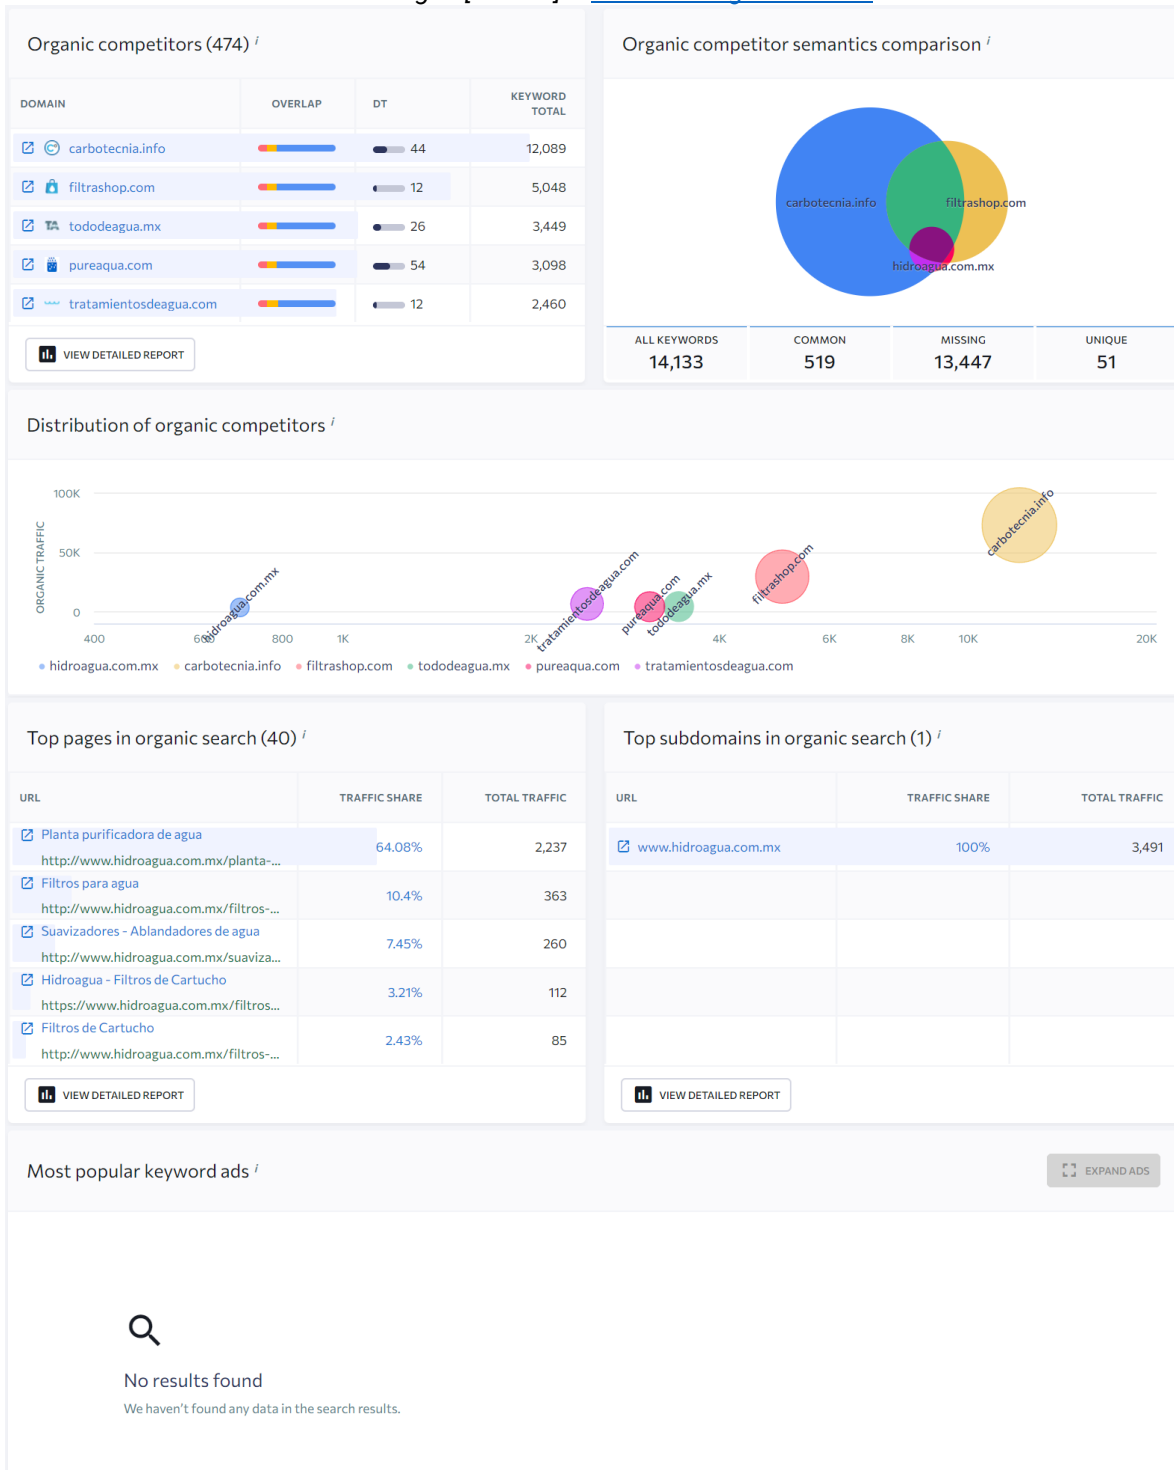 Organic competitors (474) i
DOMAIN OVERLAP DT KEYWORD TOTAL
carbotecnia.info 44 12,089
filtrashop.com 12 5,048
tododeagua.mx 26 3,449
pureaqua.com 54 3,098
tratamientosdeagua.com 12 2,460
VIEW DETAILED REPORT
Organic competitor semantics comparison i
carbotecnia.info
filtrashop.com
hidroagua.com.mx
ALL KEYWORDS COMMON MISSING UNIQUE
14,133 519 13,447 51
Distribution of organic competitors i
ORGANIC TRAFFIC
100K
50K
0
hidroagua.com.mx
tratamientosdeagua.com
pureaqua.com
tododeagua.mx
filtrashop.com
carbotecnia.info
400 600 800 1K 2K 4K 6K 8K 10K 20K
hidroagua.com.mx carbotecnia.info filtrashop.com tododeagua.mx pureaqua.com tratamientosdeagua.com
Top pages in organic search (40) i
URL TRAFFIC SHARE TOTAL TRAFFIC
Planta purificadora de agua
http://www.hidroagua.com.mx/planta-... 64.08% 2,237
Filtros para agua
http://www.hidroagua.com.mx/filtros-... 10.4% 363
Suavizadores - Ablandadores de agua
http://www.hidroagua.com.mx/suaviza... 7.45% 260
Hidroagua - Filtros de Cartucho
https://www.hidroagua.com.mx/filtros... 3.21% 112
Filtros de Cartucho
http://www.hidroagua.com.mx/filtros-... 2.43% 85
VIEW DETAILED REPORT
Top subdomains in organic search (1) i
URL TRAFFIC SHARE TOTAL TRAFFIC
www.hidroagua.com.mx 100% 3,491
VIEW DETAILED REPORT
Most popular keyword ads i
EXPAND ADS
No results found
We haven't found any data in the search results.